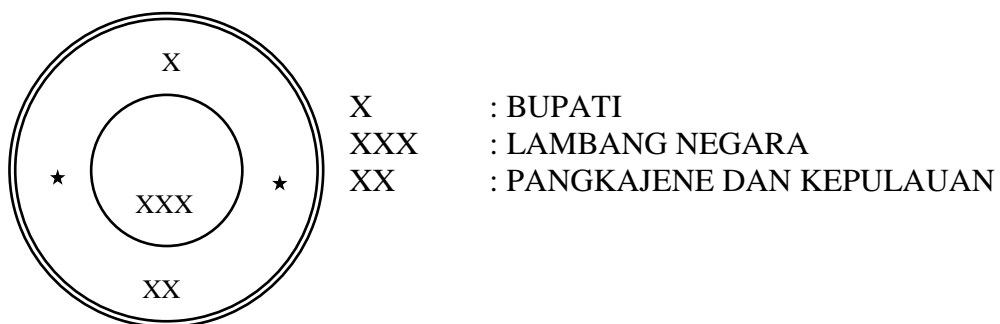 X
XXX
XX
X : BUPATI
XXX : LAMBANG NEGARA
XX : PANGKAJENE DAN KEPULAUAN